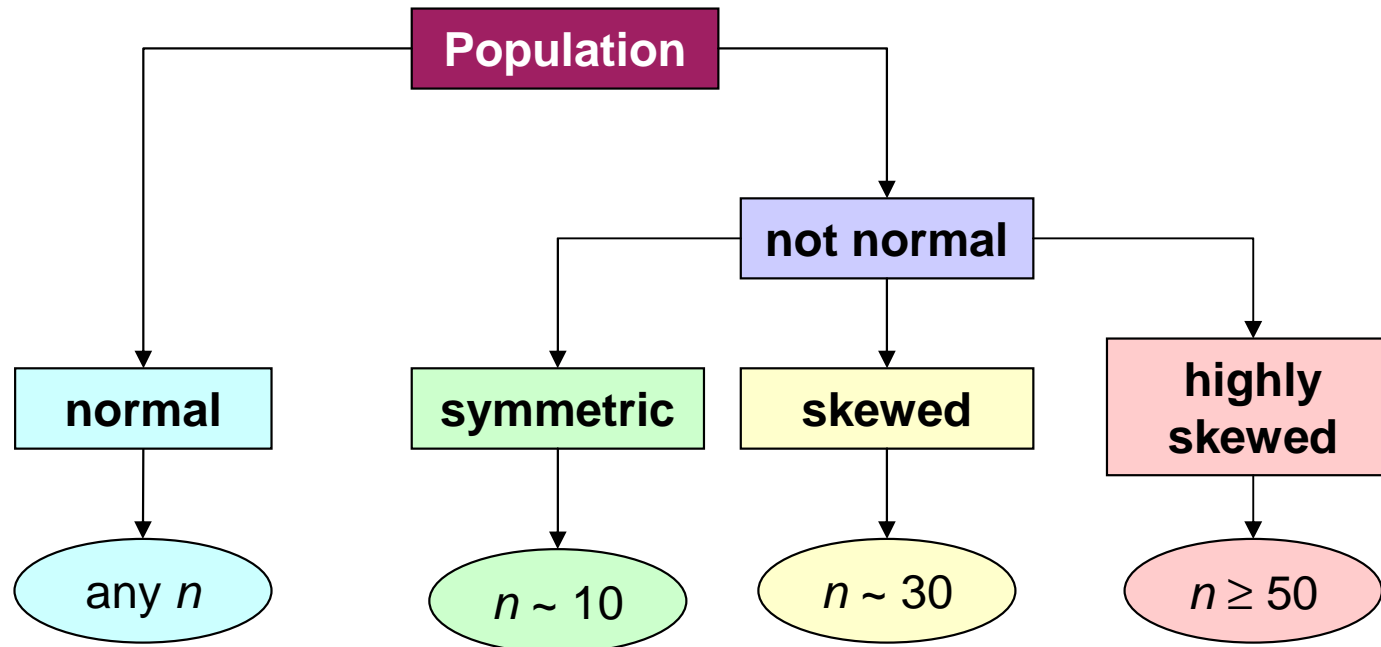 Population
not normal
normal
symmetric
skewed
highly
skewed
any n
n ~ 10
n ~ 30
n ≥ 50